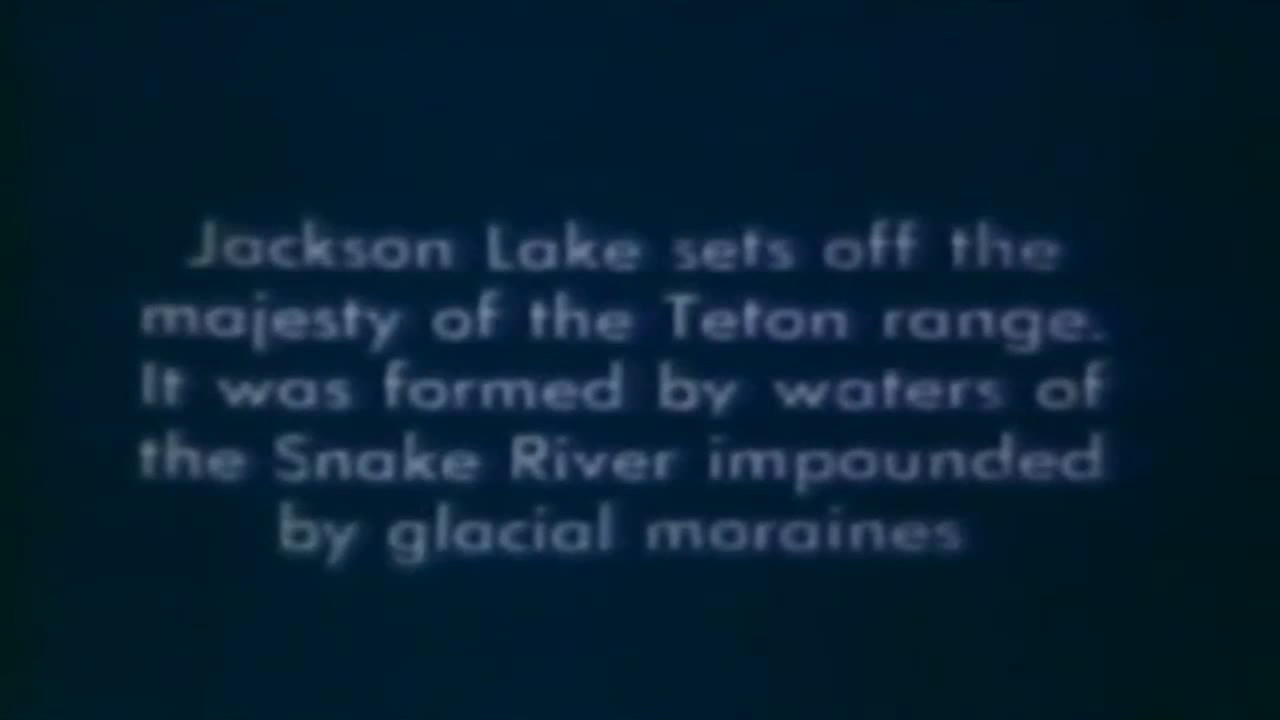 Jackson Lake sets off the
majesty of the Teton range.
It was formed by waters of
the Snake River impounded
by glacial moraines